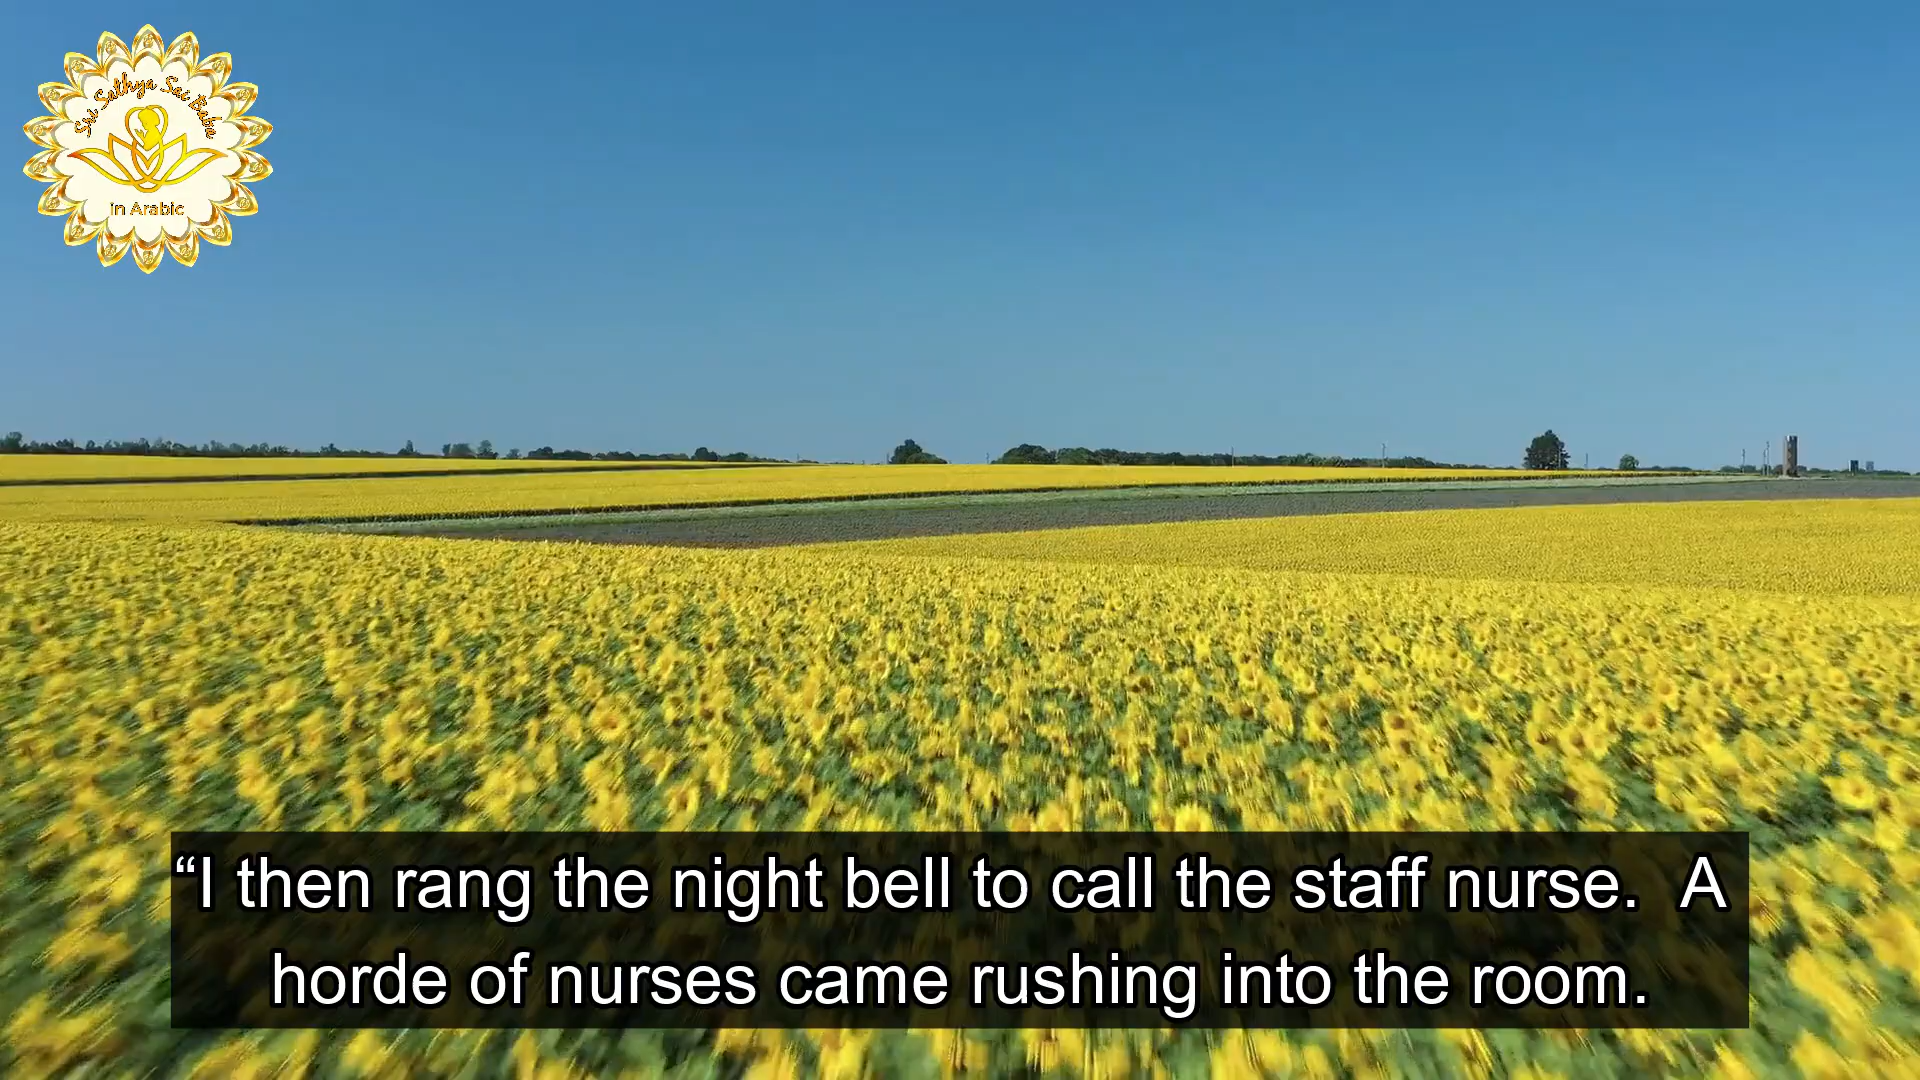 Sri Sathya Sai Baba
in Arabic
“I then rang the night bell to call the staff nurse.  A
horde of nurses came rushing into the room.